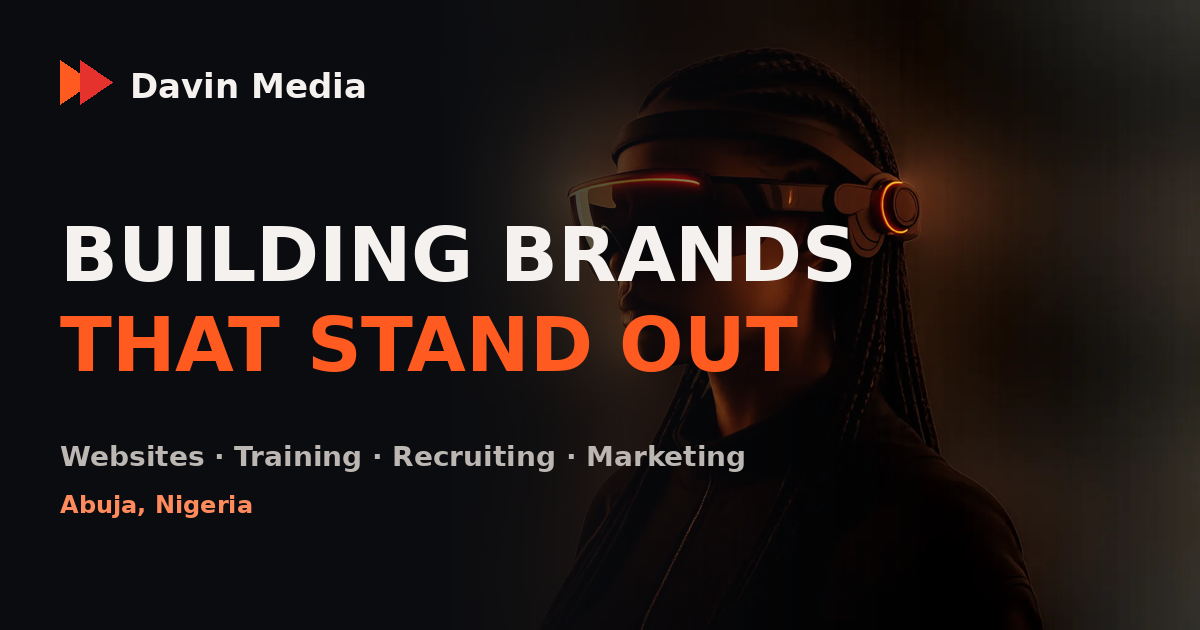 Davin Media
BUILDING BRANDS
THAT STAND OUT
Websites · Training · Recruiting · Marketing
Abuja, Nigeria